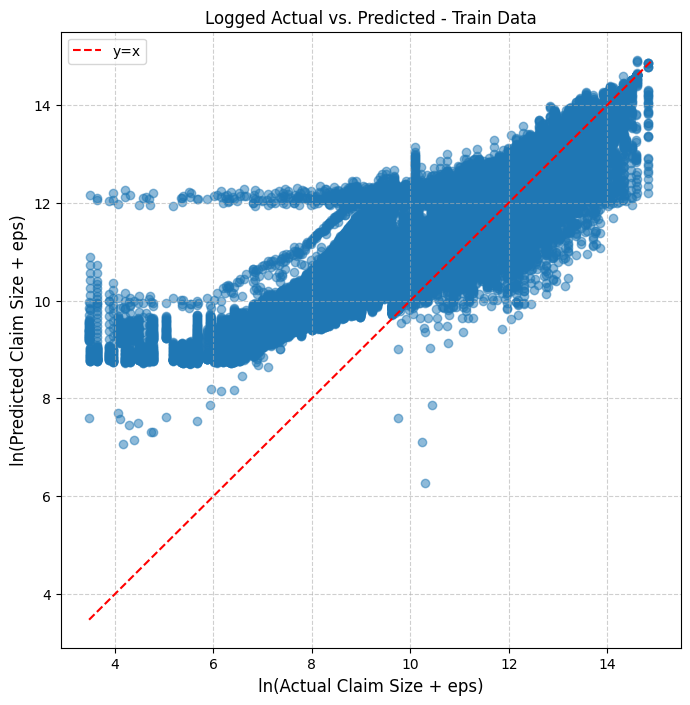 Logged Actual vs. Predicted - Train Data
y=x
ln(Predicted Claim Size + eps)
14
12
10
8
6
4
4 6 8 10 12 14
ln(Actual Claim Size + eps)